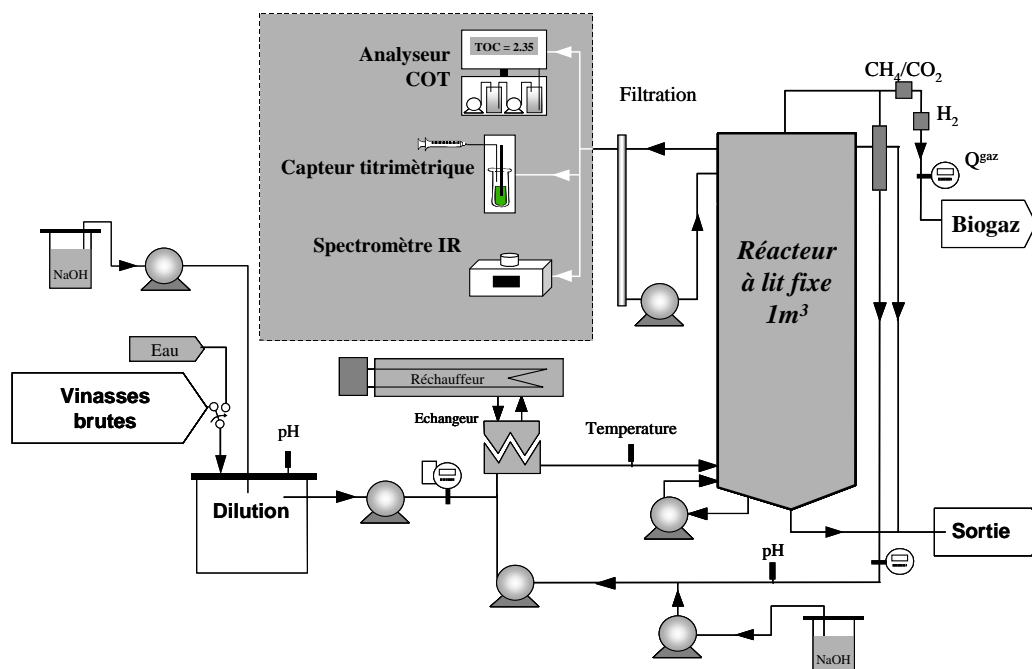 Analyseur
COT
TOC = 2.35
Capteur titrimétrique
Spectromètre IR
Filtration
CH₄/CO₂
H₂
Qᵍᵃᶻ
Biogaz
Réacteur
à lit fixe
1m³
NaOH
Eau
Vinasses
brutes
pH
Dilution
Réchauffeur
Echangeur
Temperature
Sortie
pH
NaOH